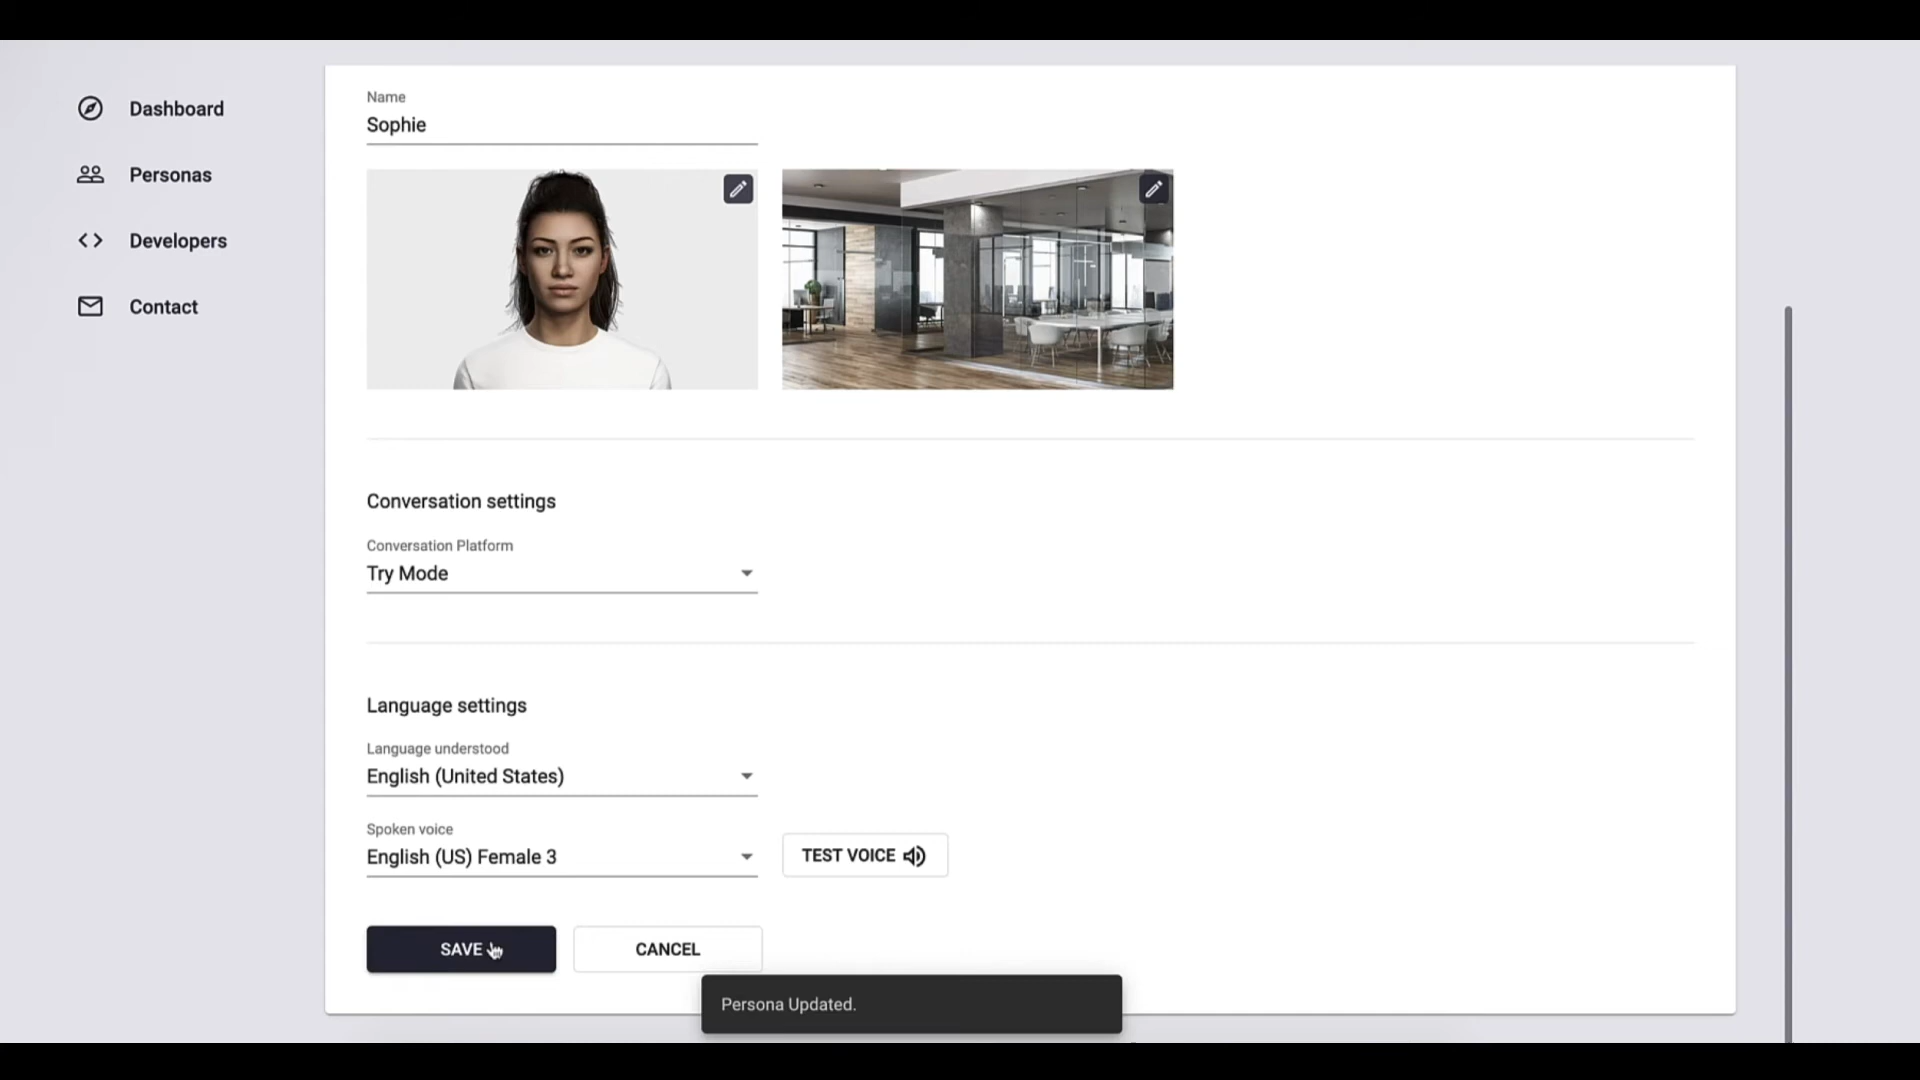 Dashboard
Personas
Developers
Contact
Name
Sophie
Conversation settings
Conversation Platform
Try Mode
Language settings
Language understood
English (United States)
Spoken voice
English (US) Female 3
TEST VOICE
SAVE
CANCEL
Persona Updated.